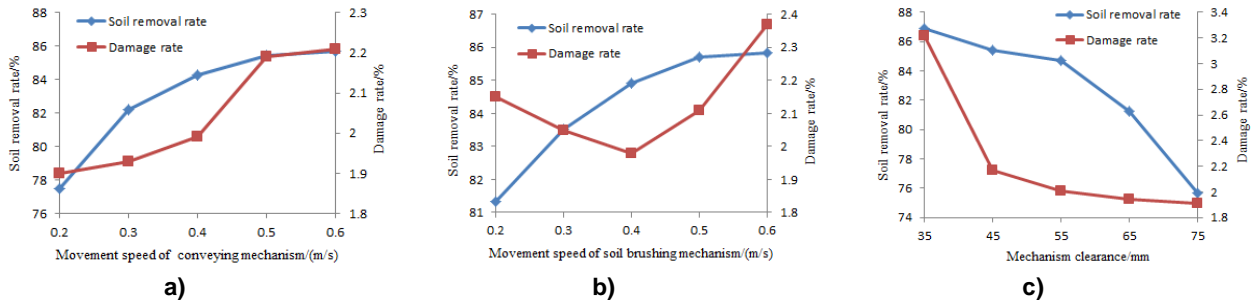 Soil removal rate
Damage rate
Soil removal rate/%
88
86
84
82
80
78
76
Damage rate/%
2.3
2.2
2.1
2
1.9
1.8
0.2 0.3 0.4 0.5 0.6
Movement speed of conveying mechanism/(m/s)
a)
Soil removal rate
Damage rate
Soil removal rate/%
87
86
85
84
83
82
81
Damage rate/%
2.4
2.3
2.2
2.1
2
1.9
1.8
0.2 0.3 0.4 0.5 0.6
Movement speed of soil brushing mechanism/(m/s)
b)
Soil removal rate
Damage rate
Soil removal rate/%
88
86
84
82
80
78
76
74
Damage rate/%
3.4
3.2
3
2.8
2.6
2.4
2.2
2
1.8
35 45 55 65 75
Mechanism clearance/mm
c)